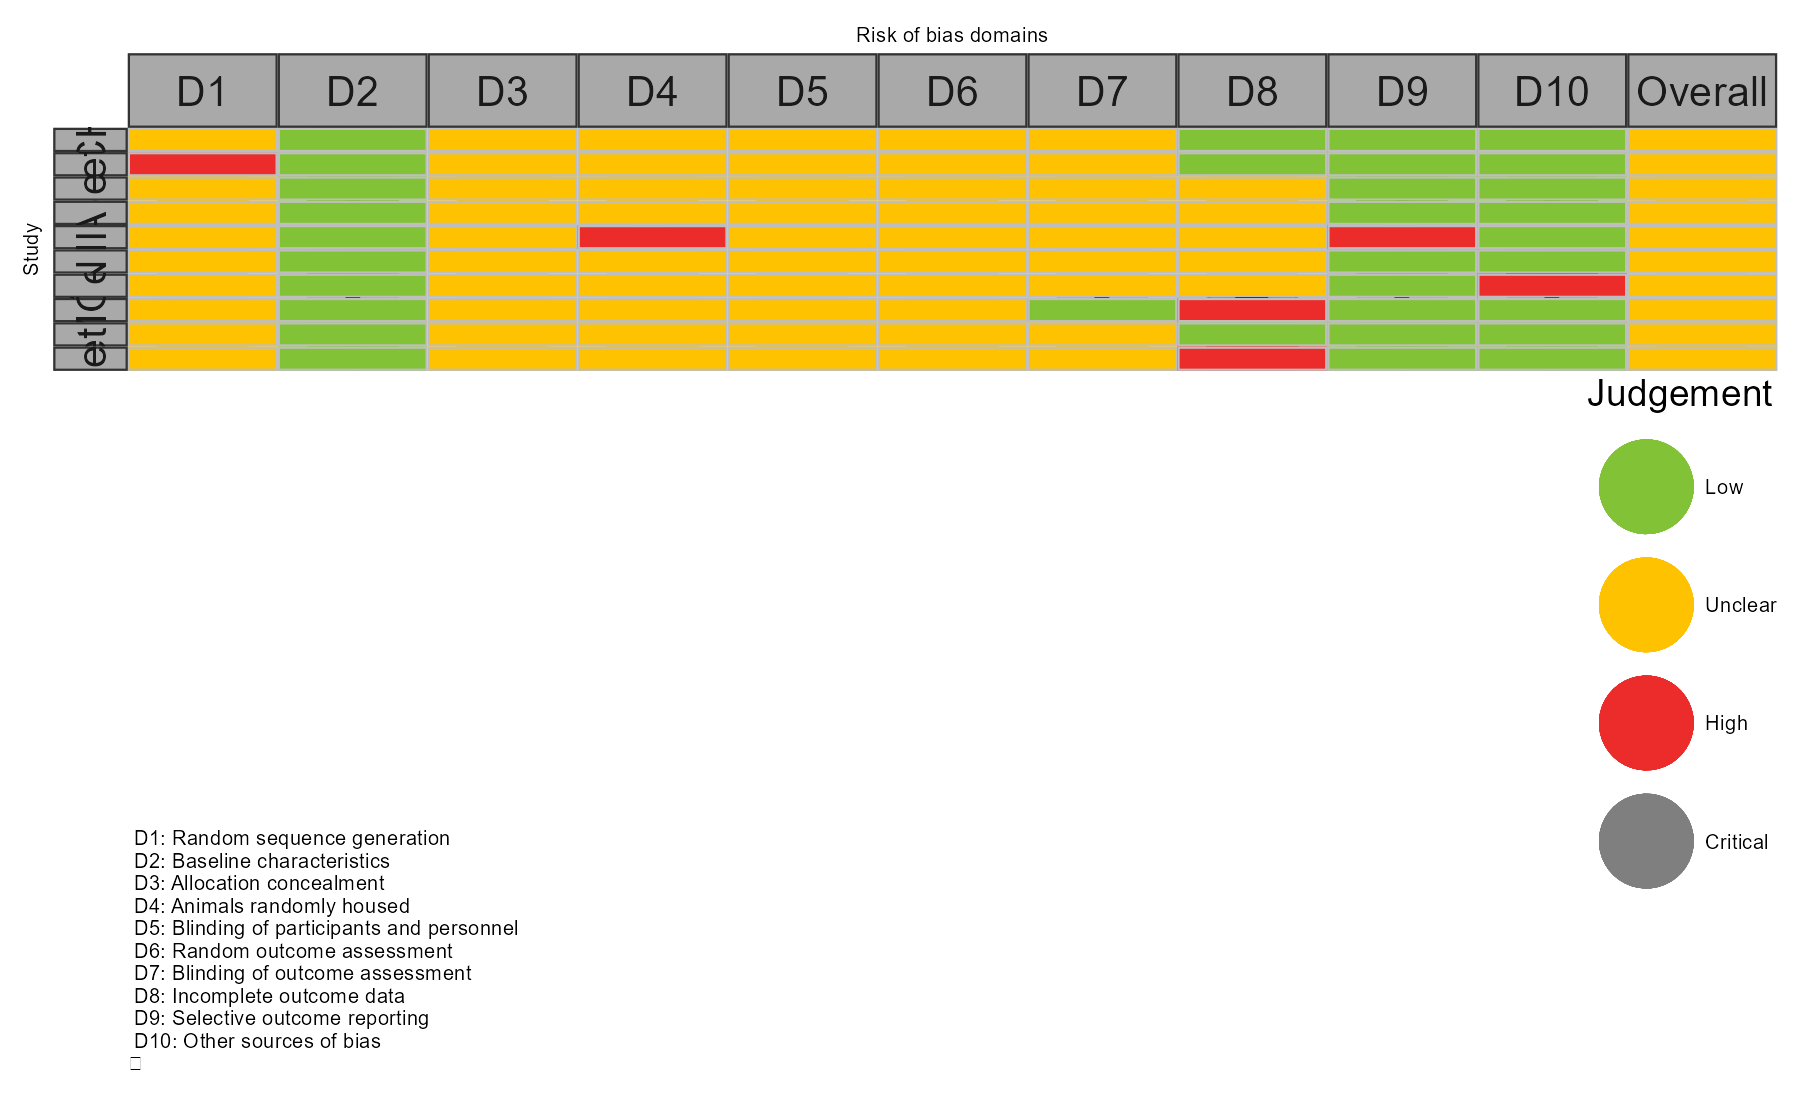 Risk of bias domains
D1 D2 D3 D4 D5 D6 D7 D8 D9 D10 Overall
Study
Judgement
Low
Unclear
High
Critical
D1: Random sequence generation
D2: Baseline characteristics
D3: Allocation concealment
D4: Animals randomly housed
D5: Blinding of participants and personnel
D6: Random outcome assessment
D7: Blinding of outcome assessment
D8: Incomplete outcome data
D9: Selective outcome reporting
D10: Other sources of bias